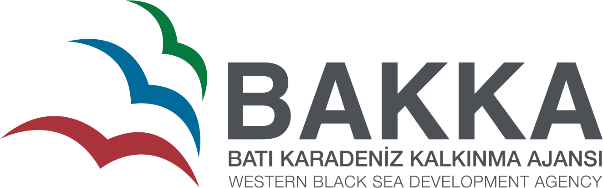 BAKKA
BATI KARADENİZ KALKINMA AJANSI
WESTERN BLACK SEA DEVELOPMENT AGENCY